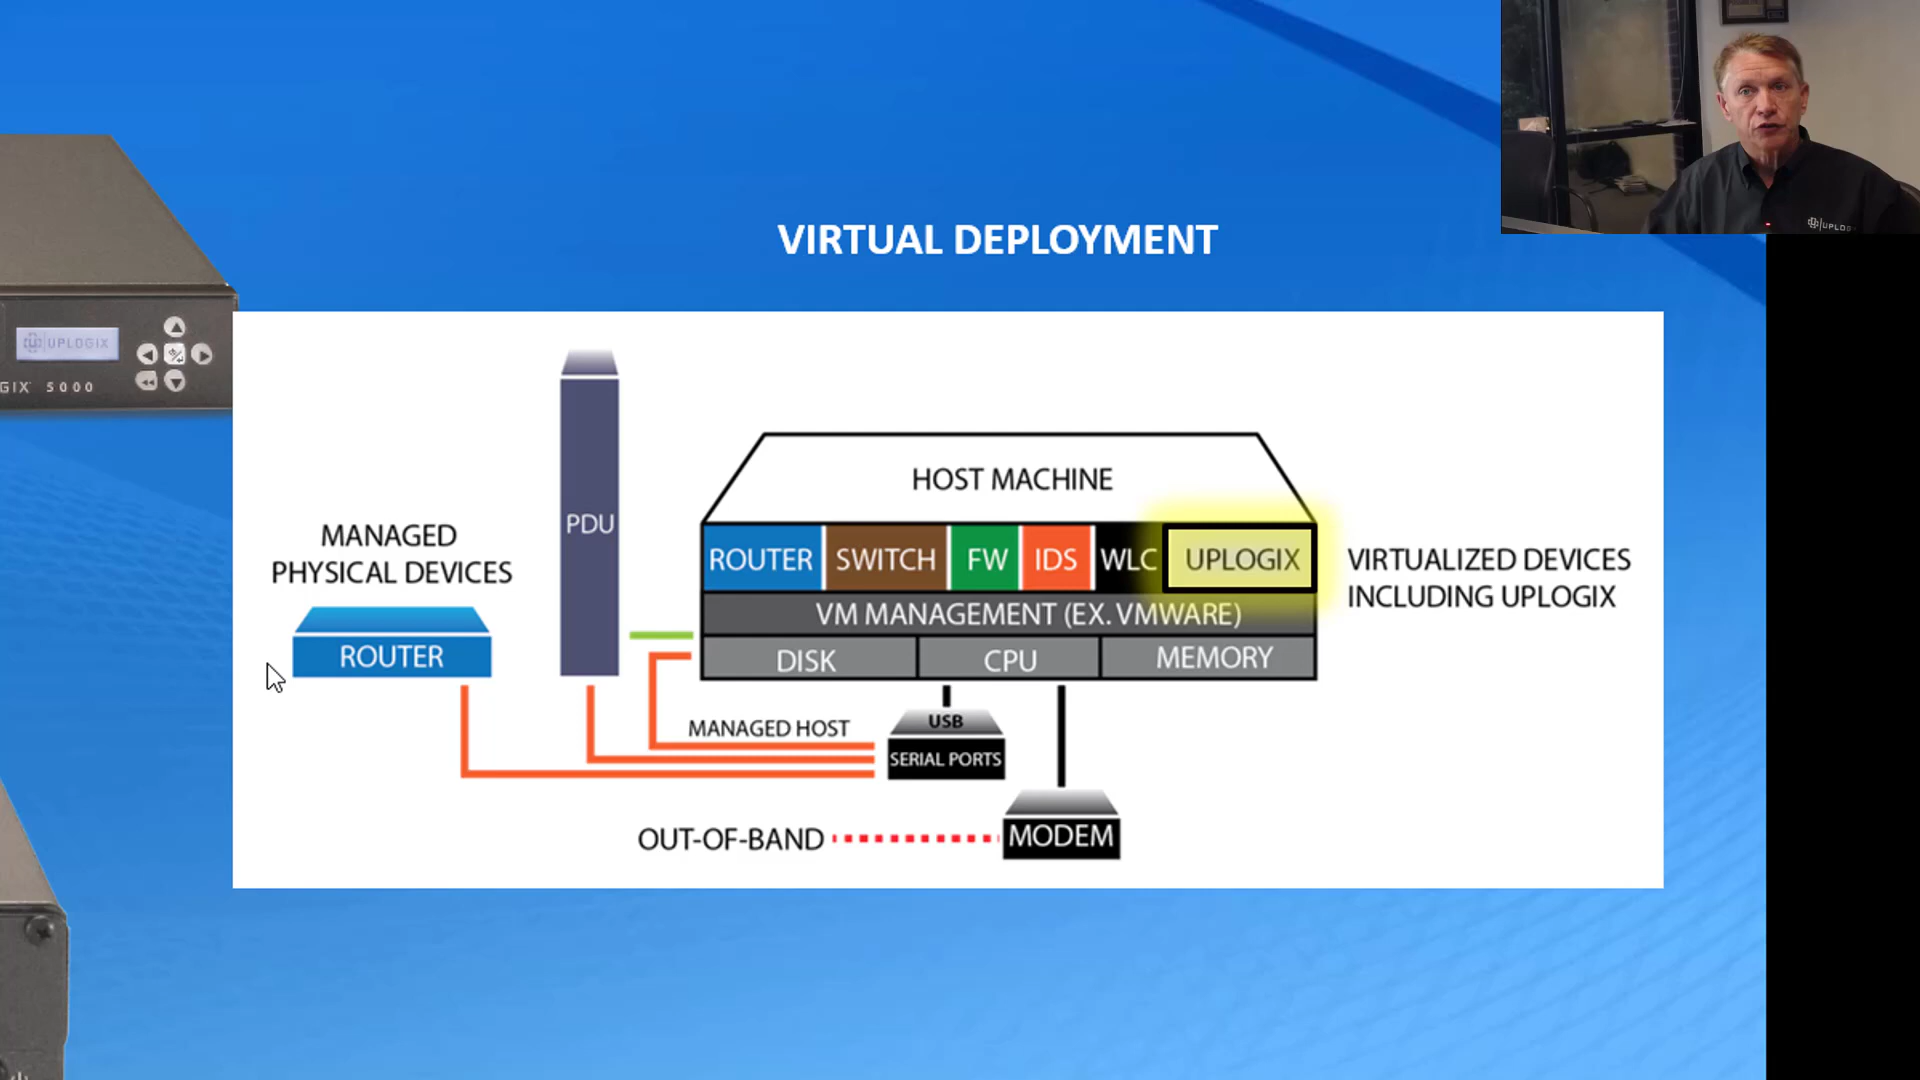 UPLOGIX
VIRTUAL DEPLOYMENT
UPLOGIX
GIX 5000
PDU
HOST MACHINE
MANAGED
PHYSICAL DEVICES
ROUTER
ROUTER
SWITCH
FW
IDS
WLC
UPLOGIX
VIRTUALIZED DEVICES
INCLUDING UPLOGIX
VM MANAGEMENT (EX. VMWARE)
DISK
CPU
MEMORY
MANAGED HOST
USB
SERIAL PORTS
OUT-OF-BAND
MODEM